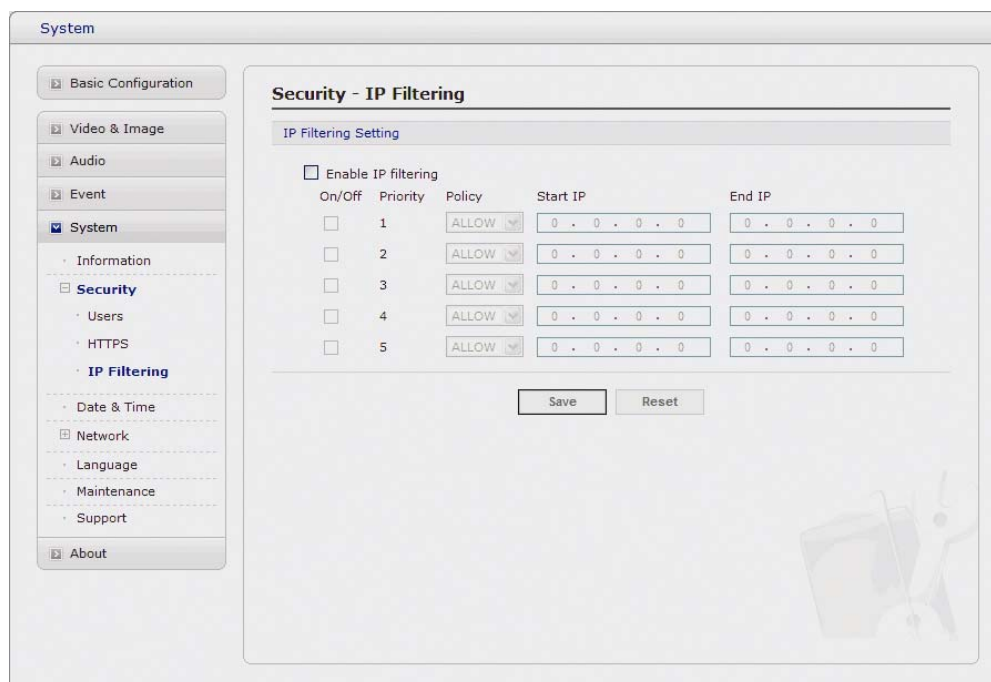 System
Basic Configuration
Video & Image
Audio
Event
System
Information
Security
Users
HTTPS
IP Filtering
Date & Time
Network
Language
Maintenance
Support
About
Security - IP Filtering
IP Filtering Setting
Enable IP filtering
On/Off Priority Policy Start IP End IP
1 ALLOW 0 . 0 . 0 . 0 0 . 0 . 0 . 0
2 ALLOW 0 . 0 . 0 . 0 0 . 0 . 0 . 0
3 ALLOW 0 . 0 . 0 . 0 0 . 0 . 0 . 0
4 ALLOW 0 . 0 . 0 . 0 0 . 0 . 0 . 0
5 ALLOW 0 . 0 . 0 . 0 0 . 0 . 0 . 0
Save Reset